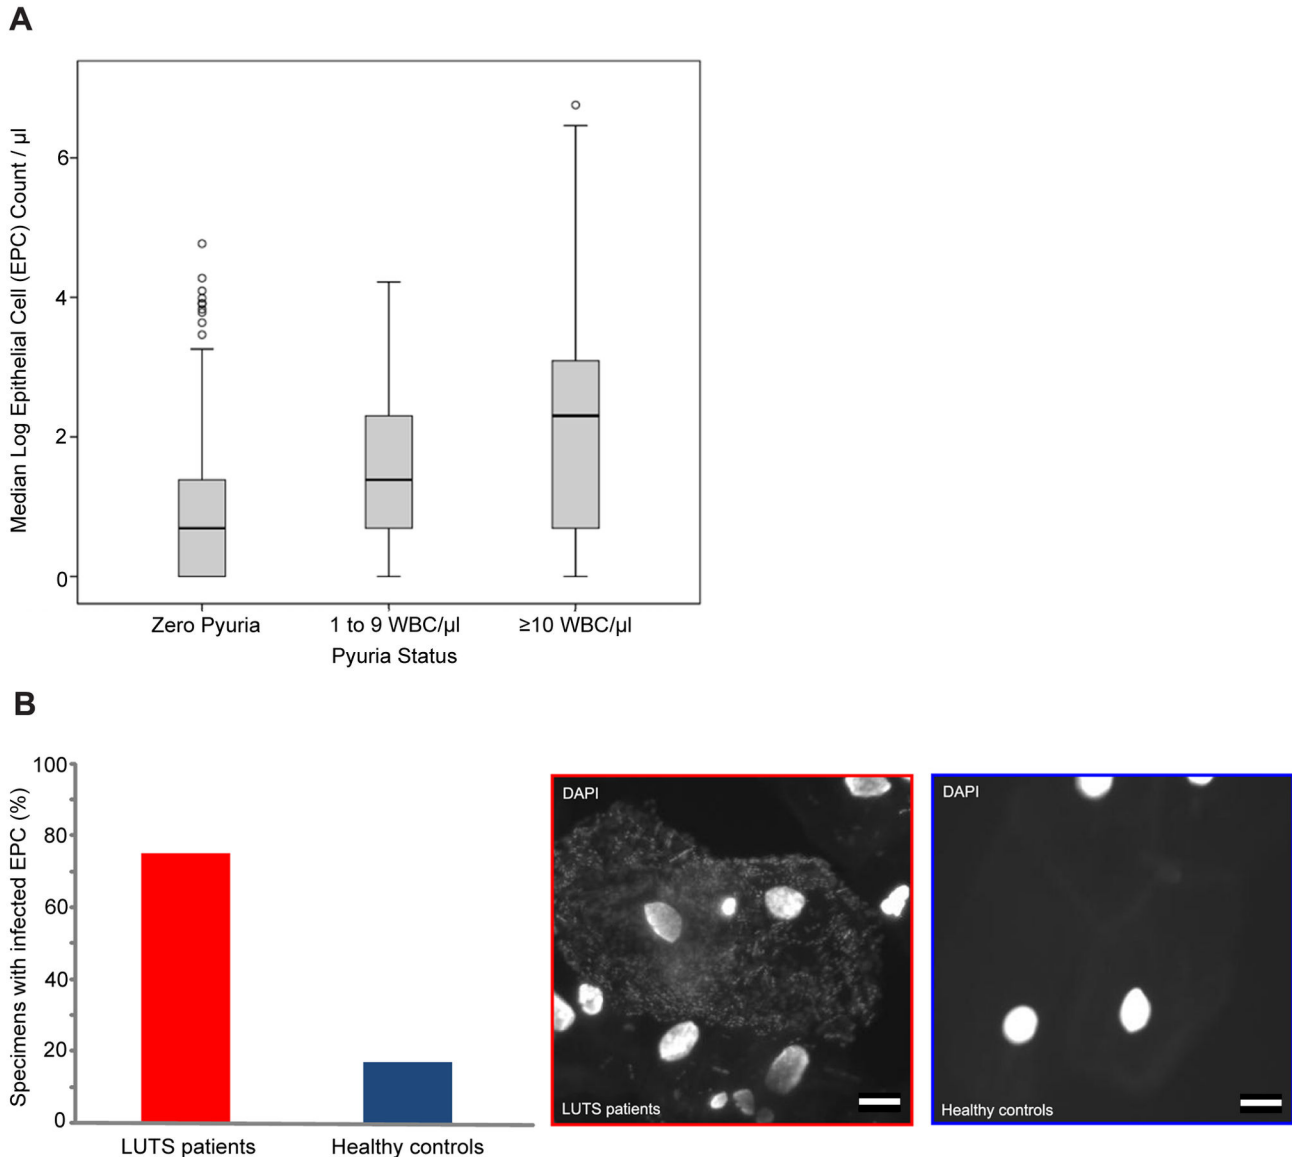 A
Median Log Epithelial Cell (EPC) Count / µl
6
4
2
0
Zero Pyuria
1 to 9 WBC/µl
≥10 WBC/µl
Pyuria Status
B
Specimens with infected EPC (%)
100
80
60
40
20
0
LUTS patients
Healthy controls
DAPI
LUTS patients
DAPI
Healthy controls